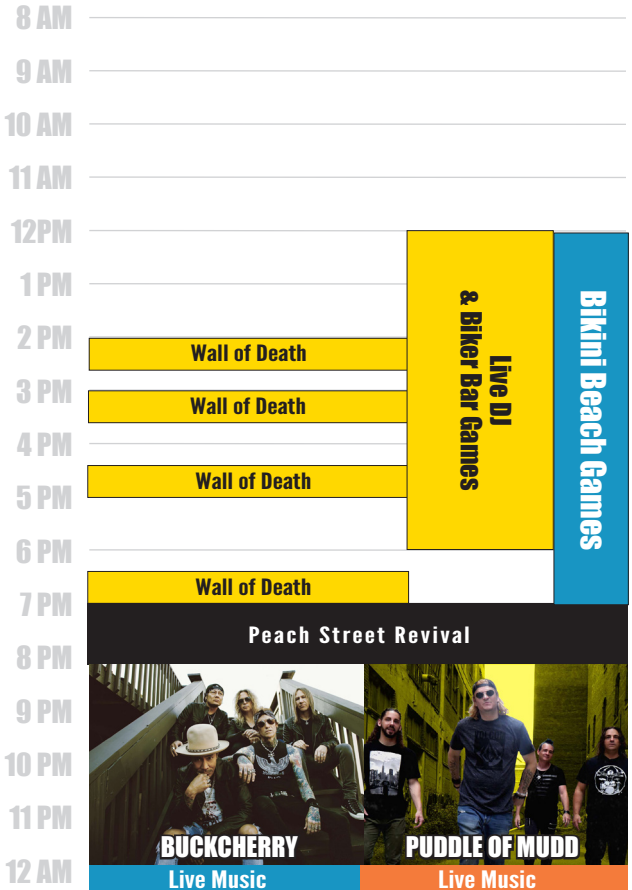 8 AM
9 AM
10 AM
11 AM
12PM
1 PM
2 PM
3 PM
4 PM
5 PM
6 PM
7 PM
8 PM
9 PM
10 PM
11 PM
12 AM
Wall of Death
Wall of Death
Wall of Death
Wall of Death
Live DJ
& Biker Bar Games
Bikini Beach Games
Peach Street Revival
BUCKCHERRY
PUDDLE OF MUDD
Live Music
Live Music